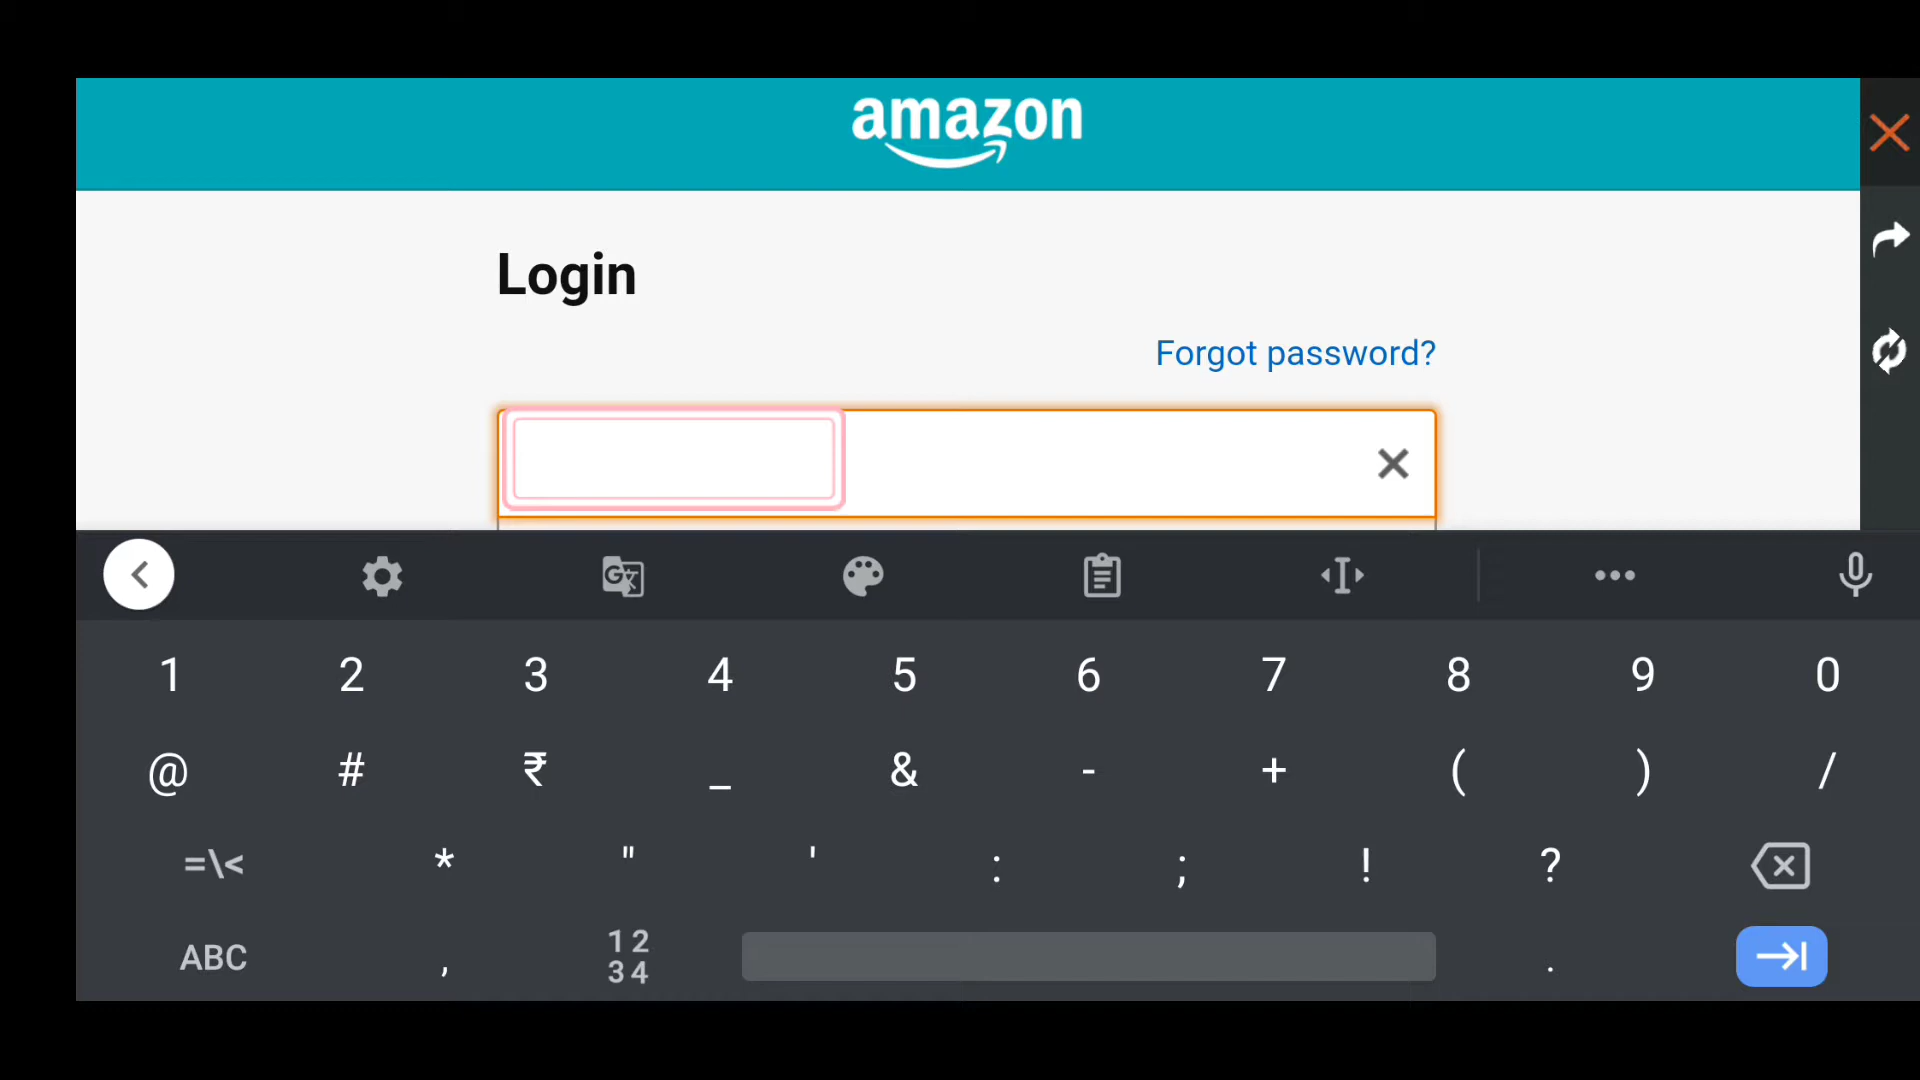 amazon
Login
Forgot password?
1 2 3 4 5 6 7 8 9 0
@ # ₹ _ & - + ( ) /
=\< * " ' : ; ! ?
ABC , 12 34 .